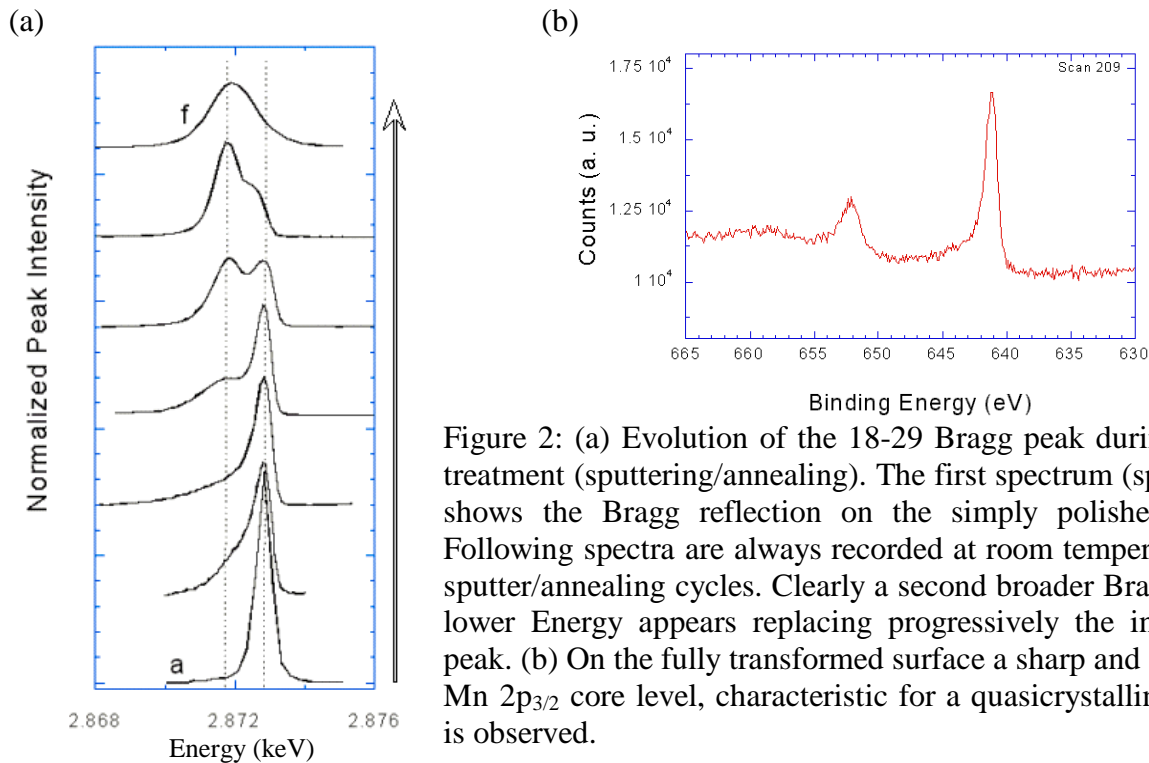 (a)
(b)
f
a
Normalized Peak Intensity
2.868 2.872 2.876
Energy (keV)
Scan 209
1.75 10⁴
1.5 10⁴
1.25 10⁴
1 10⁴
Counts (a. u.)
665 660 655 650 645 640 635 630
Binding Energy (eV)
Figure 2: (a) Evolution of the 18-29 Bragg peak duri
treatment (sputtering/annealing). The first spectrum (sp
shows the Bragg reflection on the simply polishe
Following spectra are always recorded at room temper
sputter/annealing cycles. Clearly a second broader Bra
lower Energy appears replacing progressively the in
peak. (b) On the fully transformed surface a sharp and
Mn 2p3/2 core level, characteristic for a quasicrystallin
is observed.